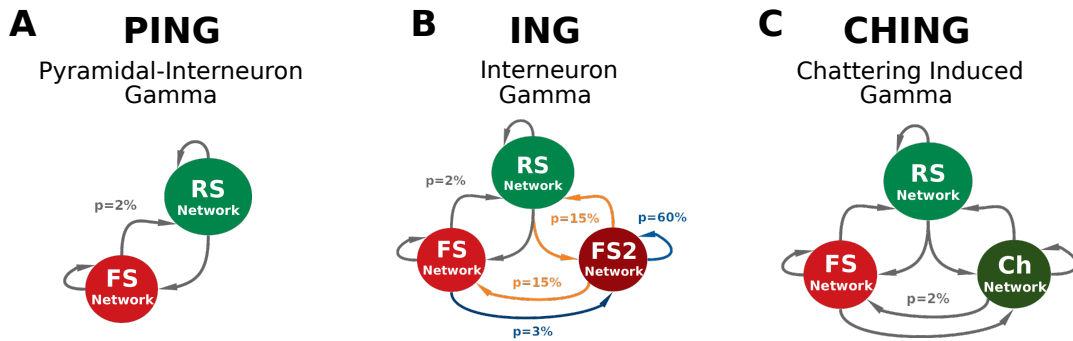 A
PING
Pyramidal-Interneuron
Gamma
RS
Network
p=2%
FS
Network
B
ING
Interneuron
Gamma
RS
Network
p=2%
p=15%
p=60%
FS
Network
FS2
Network
p=15%
p=3%
C
CHING
Chattering Induced
Gamma
RS
Network
FS
Network
Ch
Network
p=2%